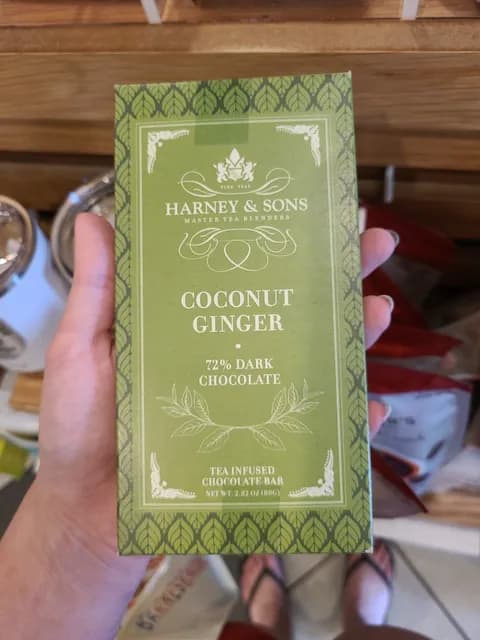 FINE TEAS
HARNEY & SONS
MASTER TEA BLENDERS
COCONUT
GINGER
72% DARK
CHOCOLATE
TEA INFUSED
CHOCOLATE BAR
NET WT 2.82 OZ (80G)